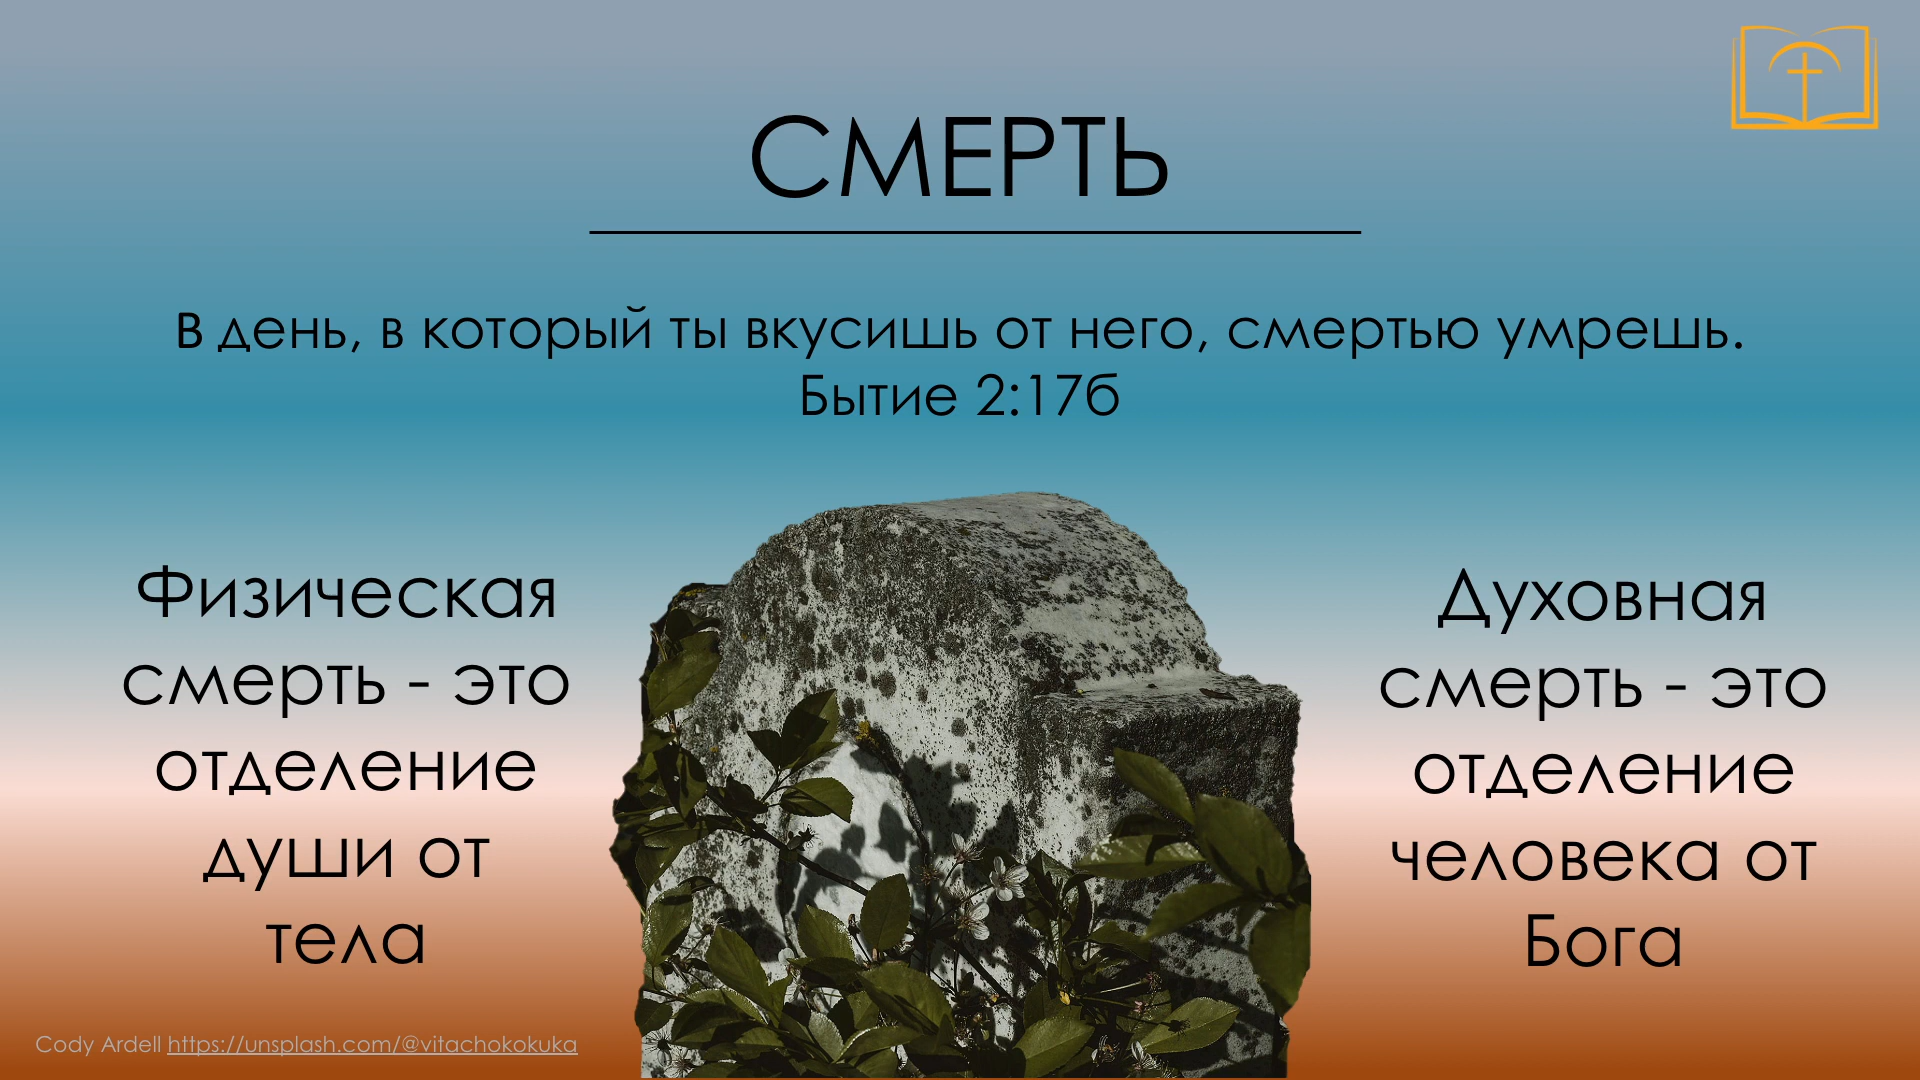 СМЕРТЬ
В день, в который ты вкусишь от него, смертью умрешь.
Бытие 2:17б
Физическая
смерть - это
отделение
души от
тела
Духовная
смерть - это
отделение
человека от
Бога
Cody Ardell https://unsplash.com/@vitachokokuka